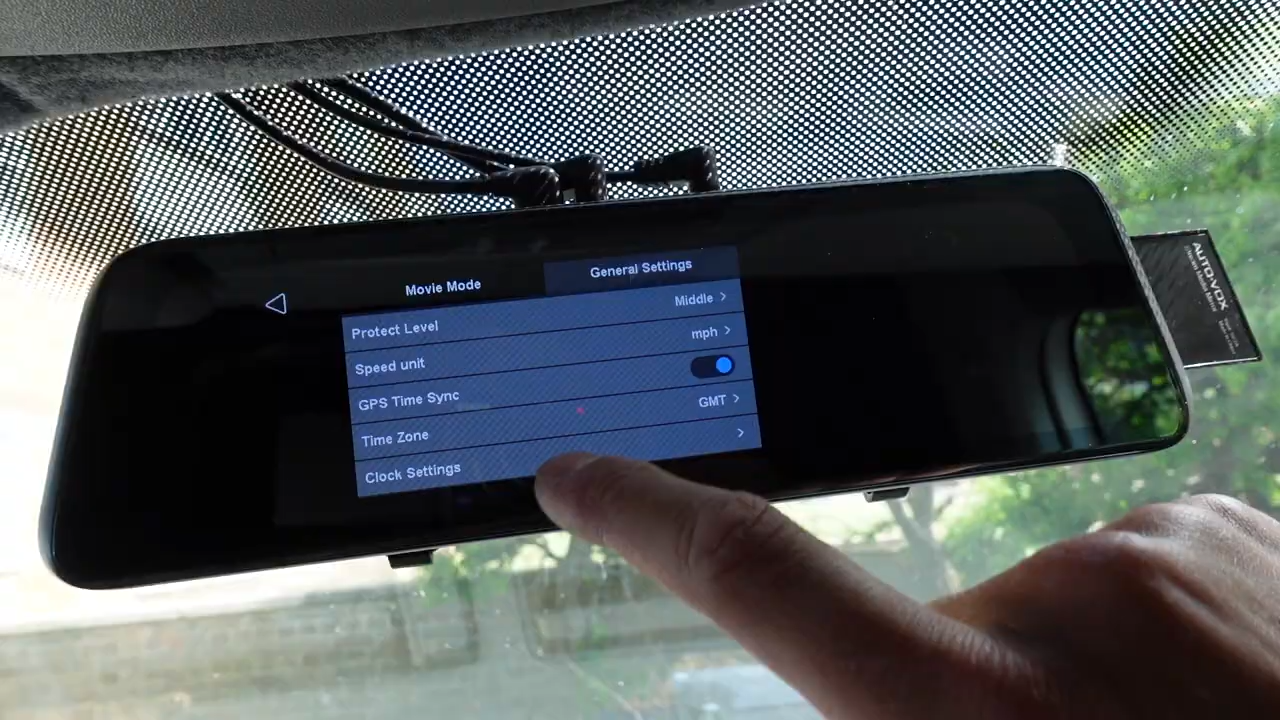 Movie Mode
General Settings
Protect Level
Middle
Speed unit
mph
GPS Time Sync
Time Zone
GMT
Clock Settings
AUTO-VOX